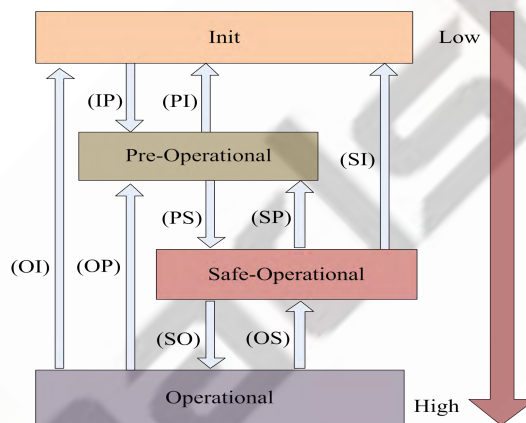 Init
Low
(IP)
(PI)
Pre-Operational
(SI)
(PS)
(SP)
(OI)
(OP)
Safe-Operational
(SO)
(OS)
Operational
High